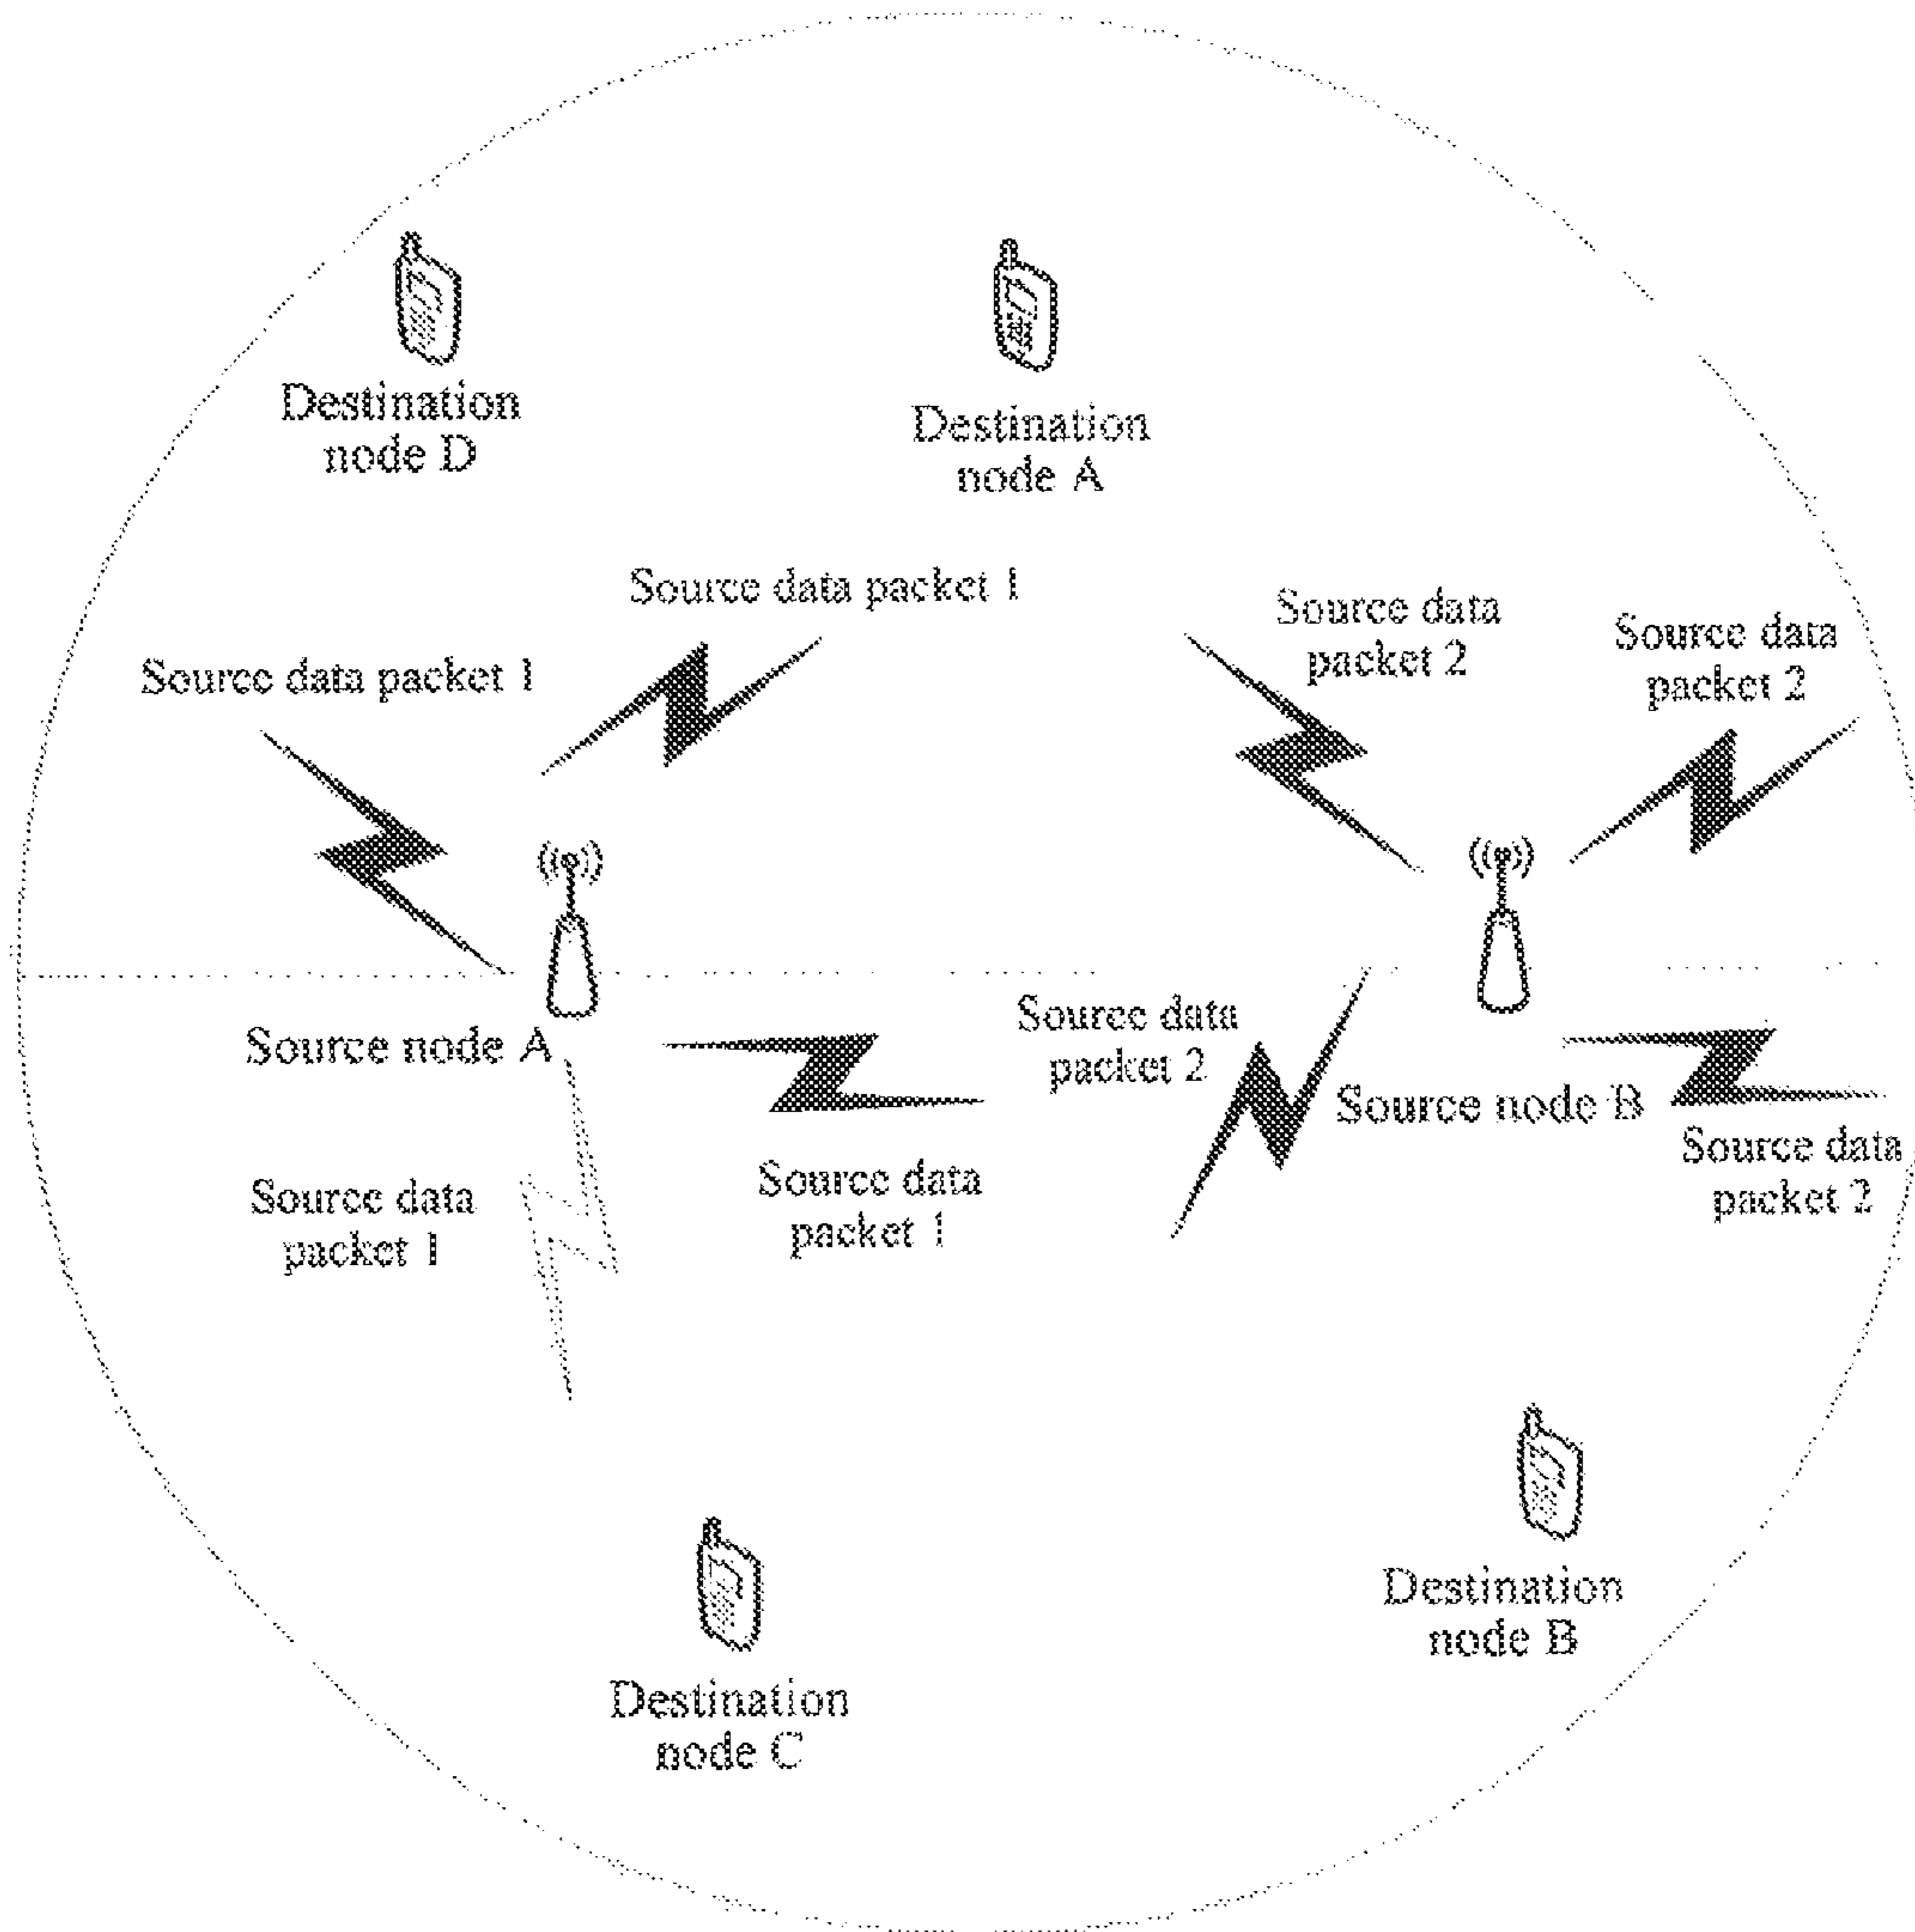 Destination
node D
Destination
node A
Source data packet 1
Source data
packet 2
Source data
packet 2
Source data packet 1
Source node A
Source data
packet 2
Source node B
Source data
packet 2
Source data
packet 1
Source data
packet 1
Destination
node B
Destination
node C